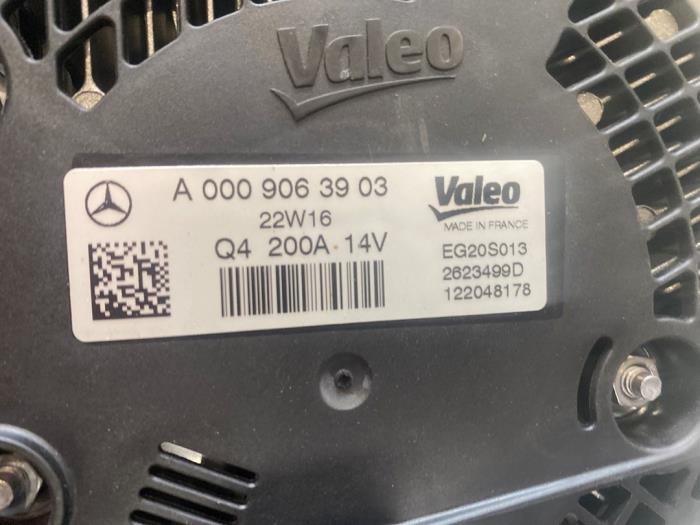 Valeo
A 000 906 39 03
22W16
Q4 200A 14V
Valeo
MADE IN FRANCE
EG20S013
2623499D
122048178